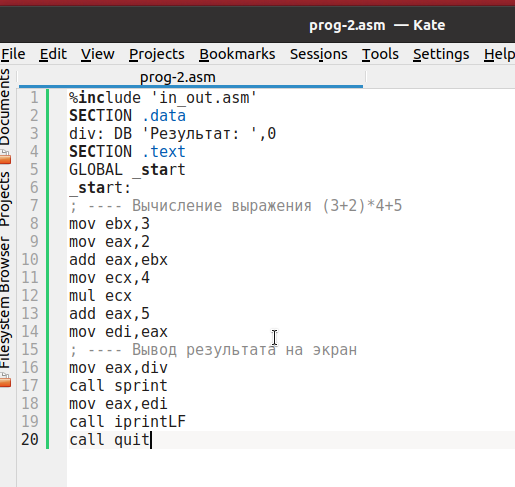 prog-2.asm — Kate
File Edit View Projects Bookmarks Sessions Tools Settings Help
prog-2.asm
Documents
Projects
Filesystem Browser
1 %include 'in_out.asm'
2 SECTION .data
3 div: DB 'Результат: ',0
4 SECTION .text
5 GLOBAL _start
6 _start:
7 ; ---- Вычисление выражения (3+2)*4+5
8 mov ebx,3
9 mov eax,2
10 add eax,ebx
11 mov ecx,4
12 mul ecx
13 add eax,5
14 mov edi,eax
15 ; ---- Вывод результата на экран
16 mov eax,div
17 call sprint
18 mov eax,edi
19 call iprintLF
20 call quit